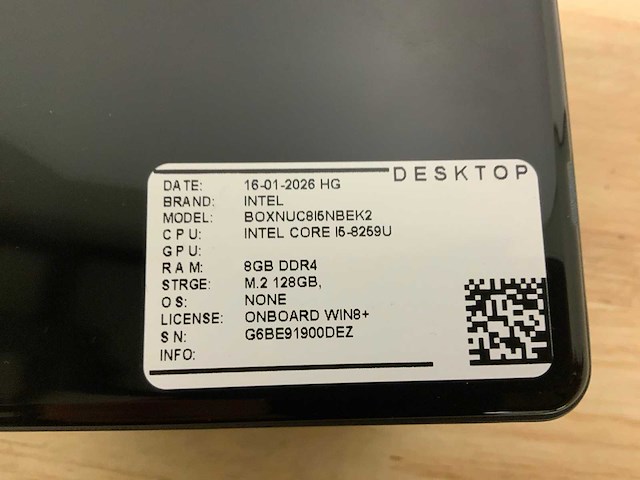 DESKTOP
DATE: 16-01-2026 HG
BRAND: INTEL
MODEL: BOXNUC8I5NBEK2
CPU: INTEL CORE I5-8259U
GPU:
RAM: 8GB DDR4
STRGE: M.2 128GB,
OS: NONE
LICENSE: ONBOARD WIN8+
SN: G6BE91900DEZ
INFO: